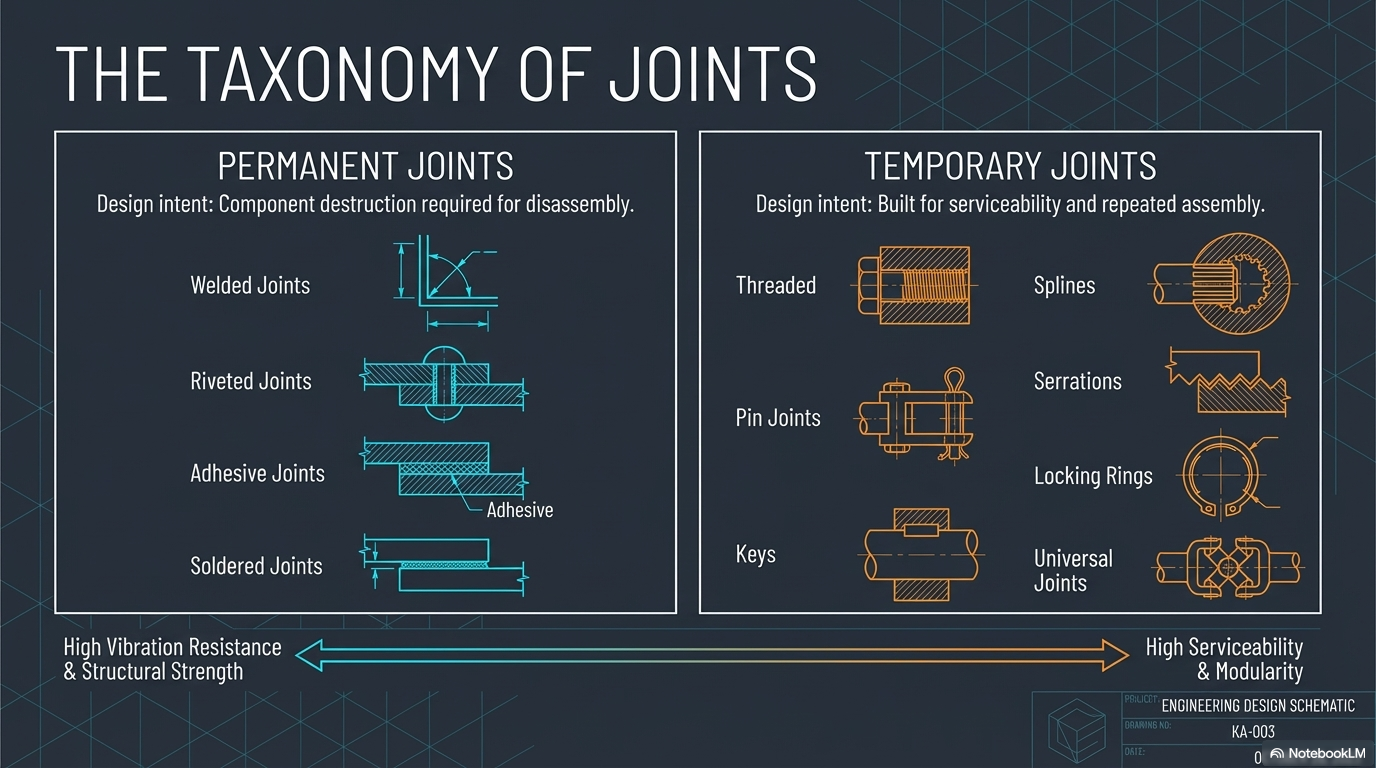 THE TAXONOMY OF JOINTS
PERMANENT JOINTS
Design intent: Component destruction required for disassembly.
Welded Joints
Riveted Joints
Adhesive Joints
Adhesive
Soldered Joints
TEMPORARY JOINTS
Design intent: Built for serviceability and repeated assembly.
Threaded
Pin Joints
Keys
Splines
Serrations
Locking Rings
Universal
Joints
High Vibration Resistance
& Structural Strength
High Serviceability
& Modularity
ENGINEERING DESIGN SCHEMATIC
DRAWING NO:
KA-003
DATE:
NotebookLM